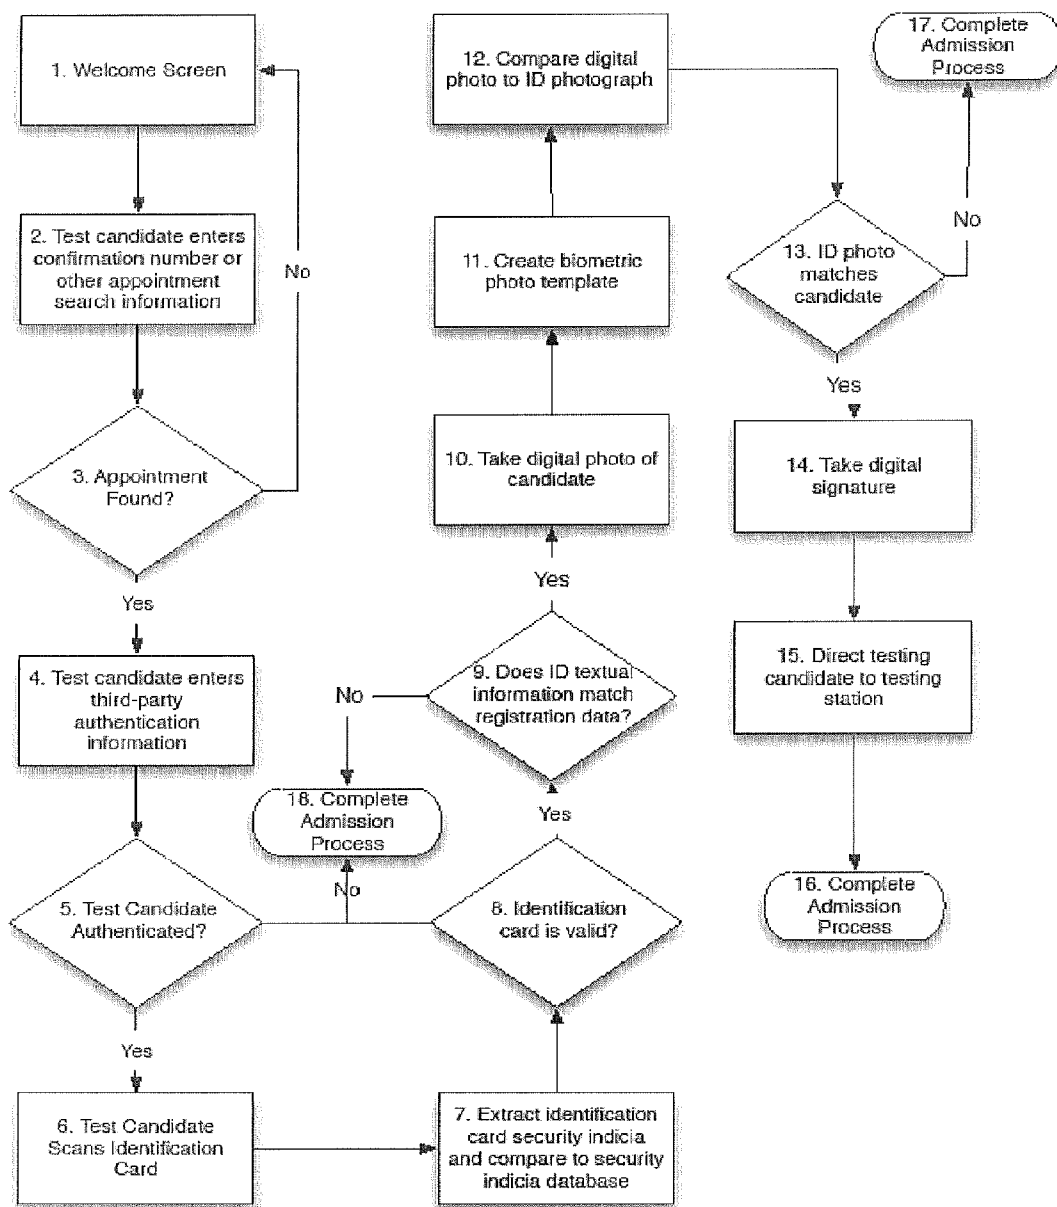 1. Welcome Screen
2. Test candidate enters
confirmation number or
other appointment
search information
No
3. Appointment
Found?
Yes
4. Test candidate enters
third-party
authentication
information
5. Test Candidate
Authenticated?
Yes
6. Test Candidate
Scans Identification
Card
7. Extract identification
card security indicia
and compare to security
indicia database
8. Identification
card is valid?
No
Yes
18. Complete
Admission
Process
9. Does ID textual
information match
registration data?
No
Yes
10. Take digital photo of
candidate
11. Create biometric
photo template
12. Compare digital
photo to ID photograph
13. ID photo
matches
candidate
No
17. Complete
Admission
Process
Yes
14. Take digital
signature
15. Direct testing
candidate to testing
station
16. Complete
Admission
Process